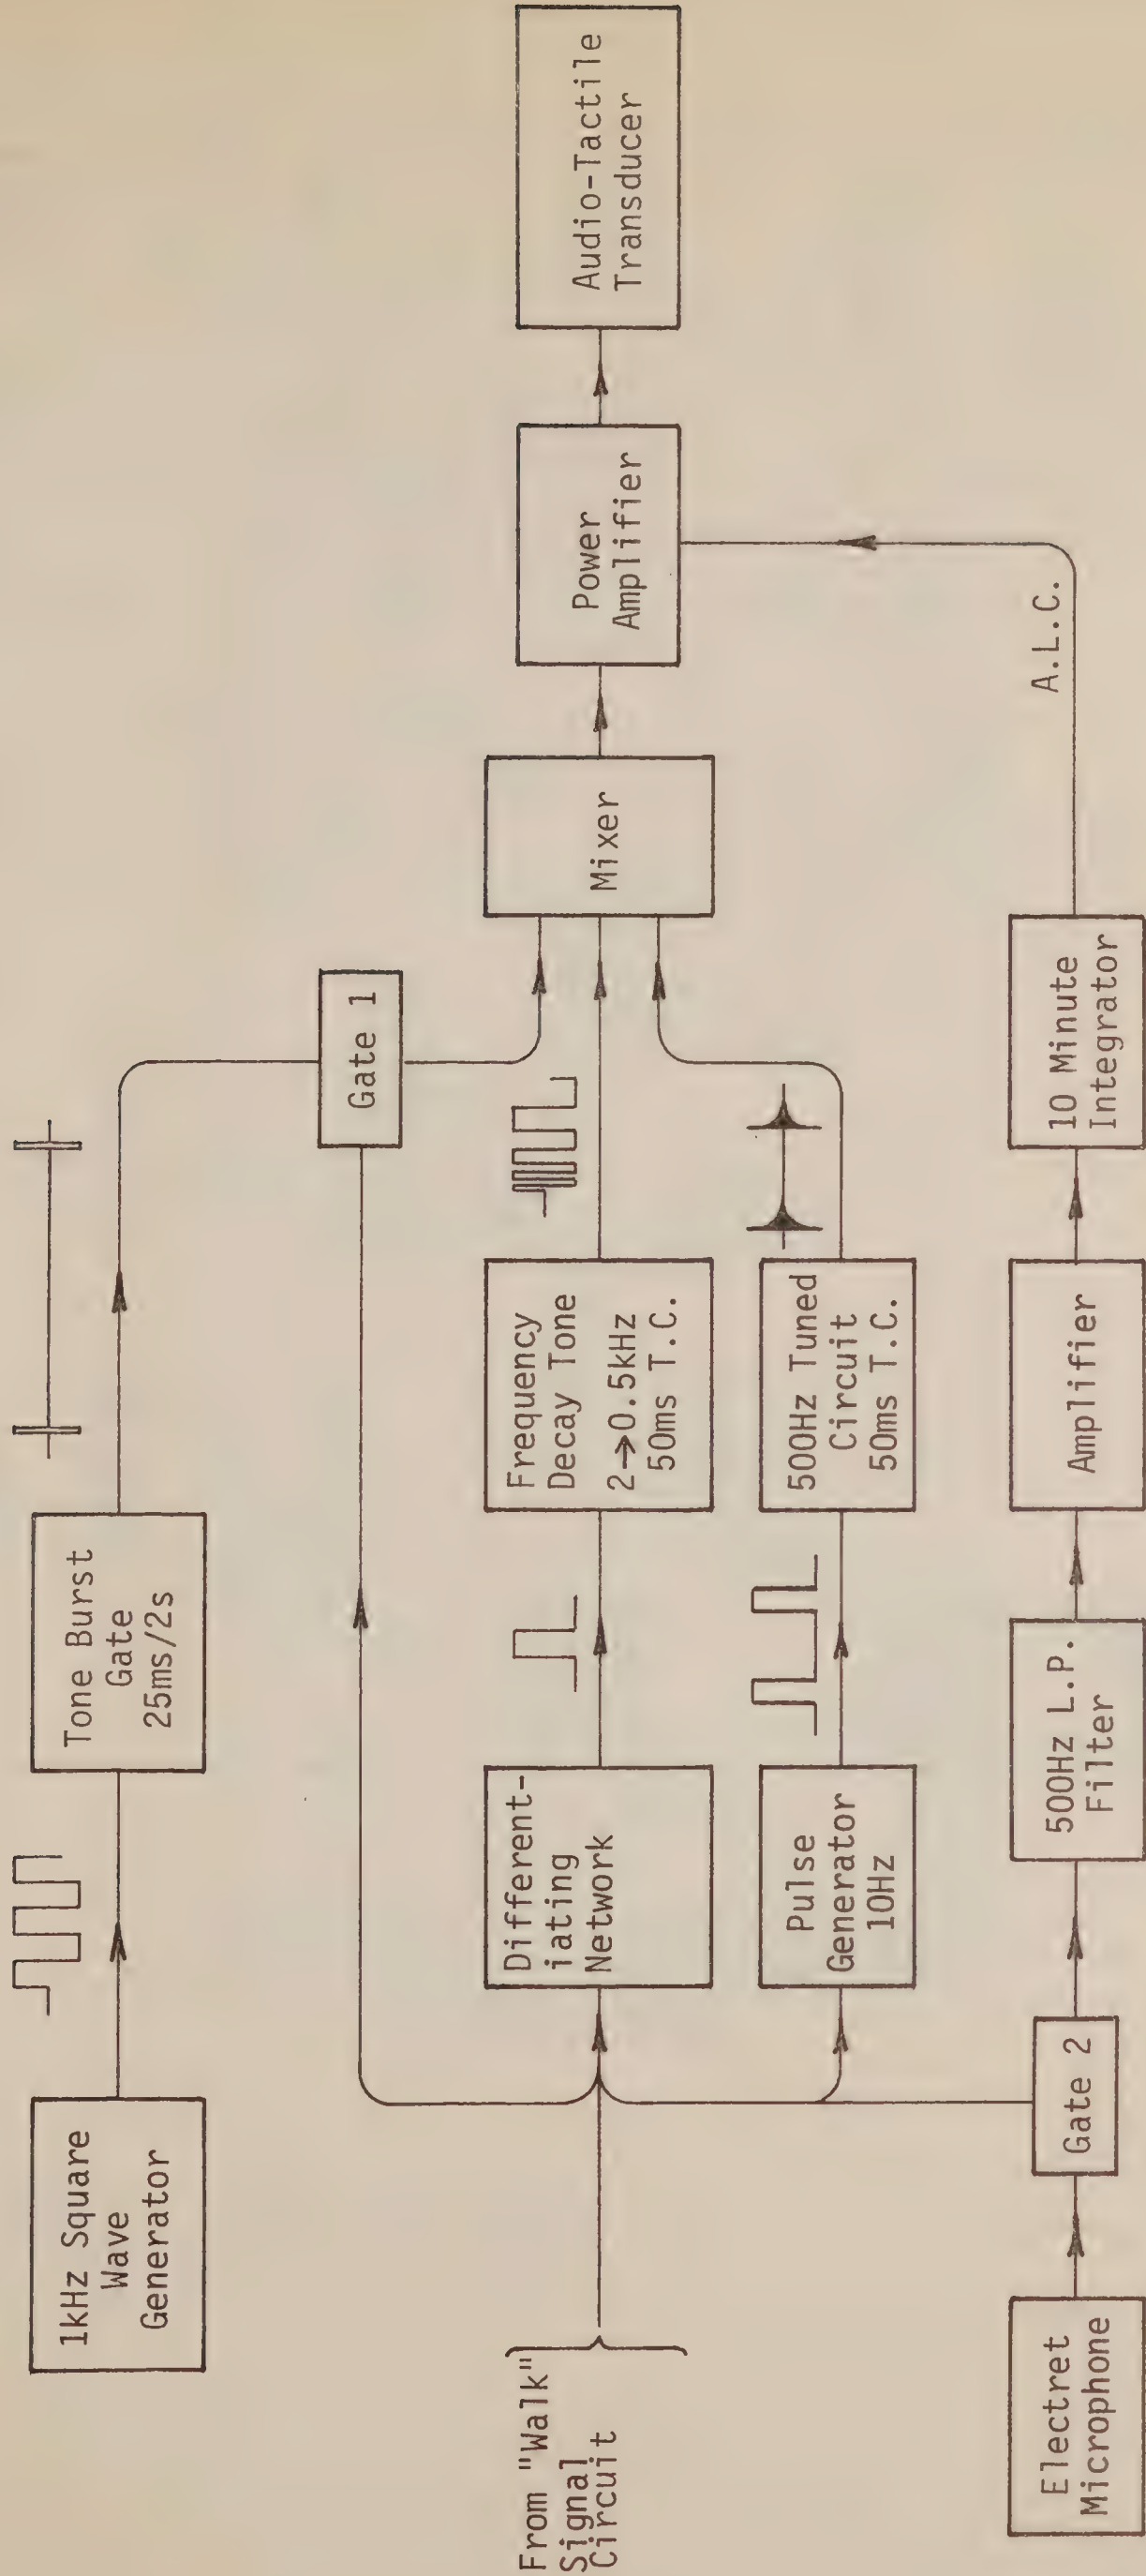 1kHz Square
Wave
Generator
Tone Burst
Gate
25ms/2s
Gate 1
From "Walk"
Signal
Circuit
Different-
iating
Network
Frequency
Decay Tone
2→0.5kHz
50ms T.C.
Mixer
Power
Amplifier
Audio-Tactile
Transducer
Pulse
Generator
10Hz
500Hz Tuned
Circuit
50ms T.C.
Electret
Microphone
Gate 2
500Hz L.P.
Filter
Amplifier
10 Minute
Integrator
A.L.C.